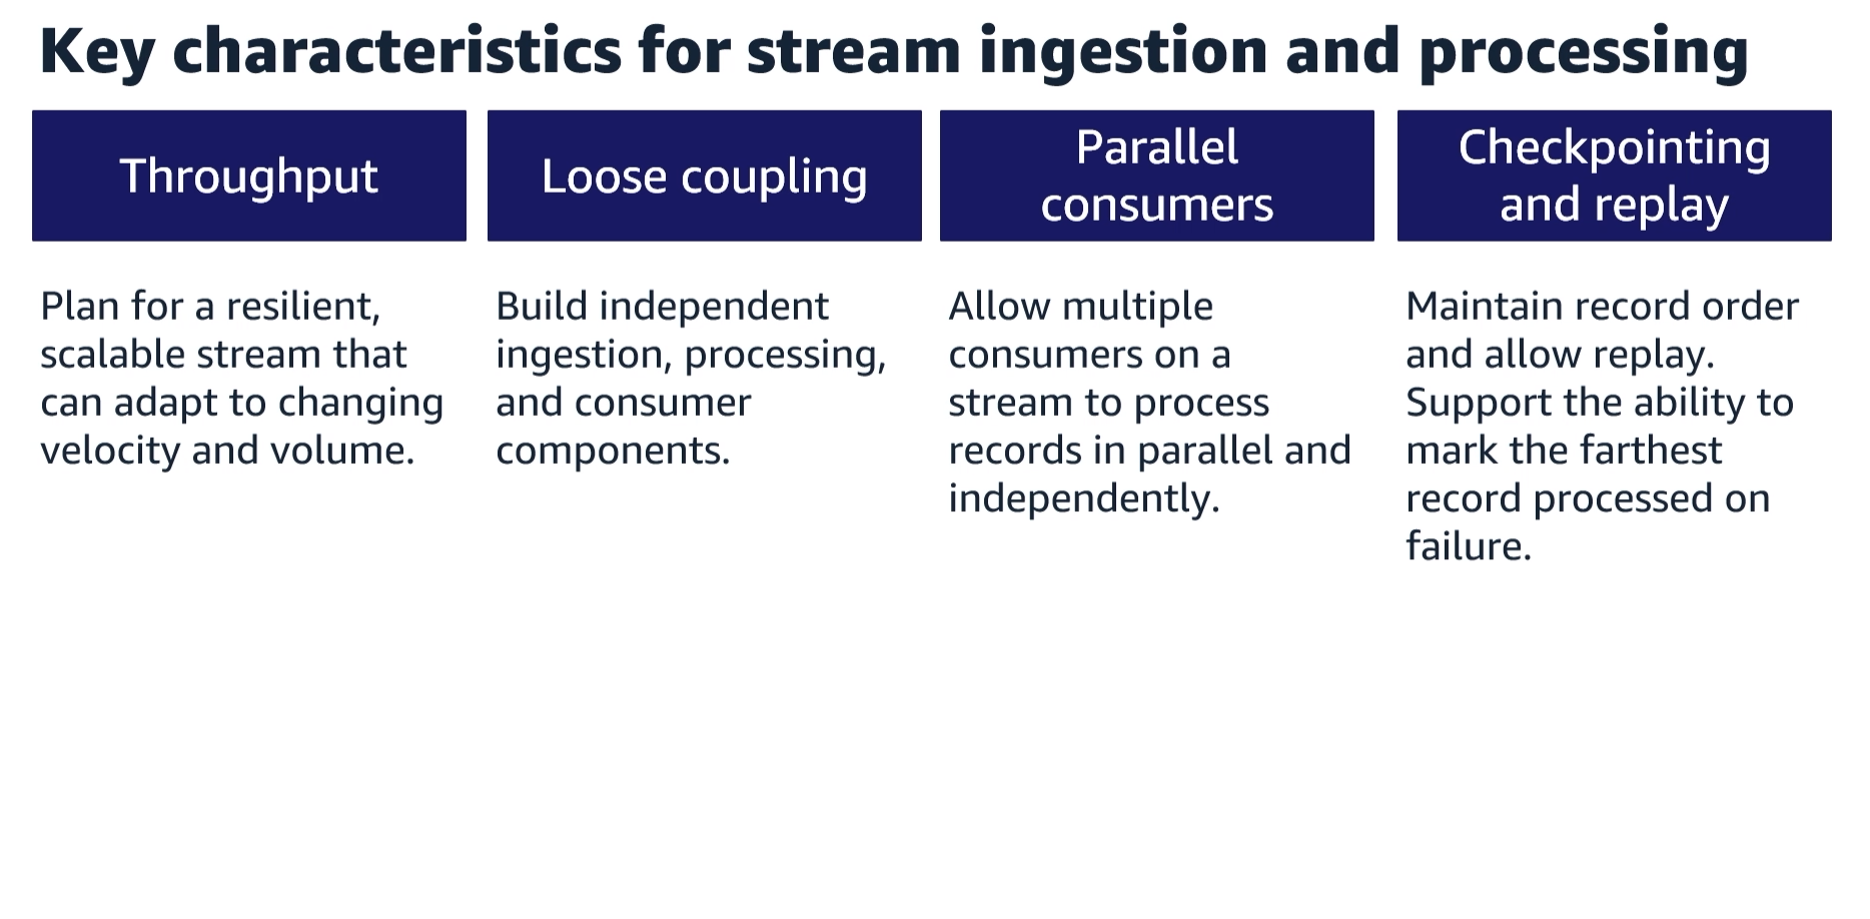 Key characteristics for stream ingestion and processing
Throughput
Plan for a resilient,
scalable stream that
can adapt to changing
velocity and volume.
Loose coupling
Build independent
ingestion, processing,
and consumer
components.
Parallel
consumers
Allow multiple
consumers on a
stream to process
records in parallel and
independently.
Checkpointing
and replay
Maintain record order
and allow replay.
Support the ability to
mark the farthest
record processed on
failure.